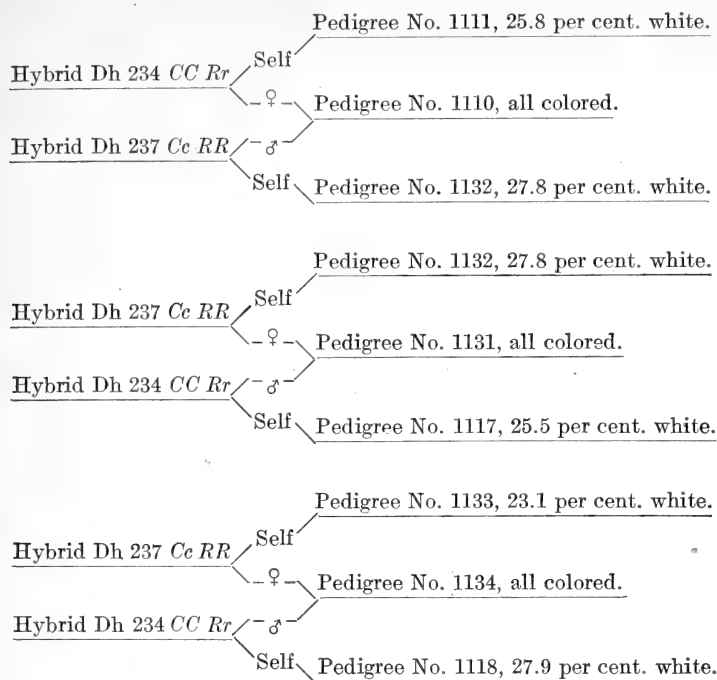 Pedigree No. 1111, 25.8 per cent. white.
Self
Hybrid Dh 234 CC Rr
♀ Pedigree No. 1110, all colored.
Hybrid Dh 237 Cc RR ♂
Self Pedigree No. 1132, 27.8 per cent. white.
Pedigree No. 1132, 27.8 per cent. white.
Self
Hybrid Dh 237 Cc RR
♀ Pedigree No. 1131, all colored.
Hybrid Dh 234 CC Rr ♂
Self Pedigree No. 1117, 25.5 per cent. white.
Pedigree No. 1133, 23.1 per cent. white.
Self
Hybrid Dh 237 Cc RR
♀ Pedigree No. 1134, all colored.
Hybrid Dh 234 CC Rr ♂
Self Pedigree No. 1118, 27.9 per cent. white.